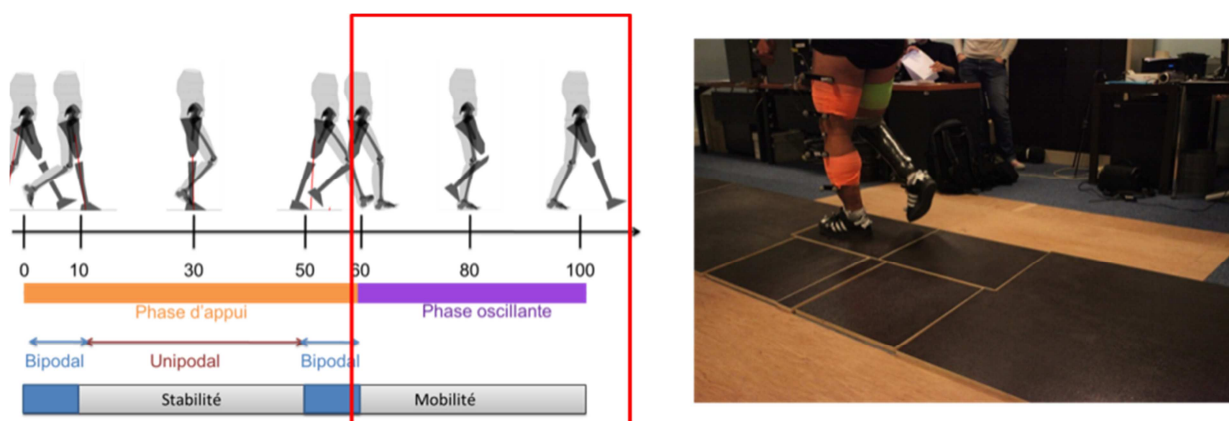 0 10 30 50 60 80 100
Phase d'appui Phase oscillante
Bipodal Unipodal Bipodal
Stabilité Mobilité